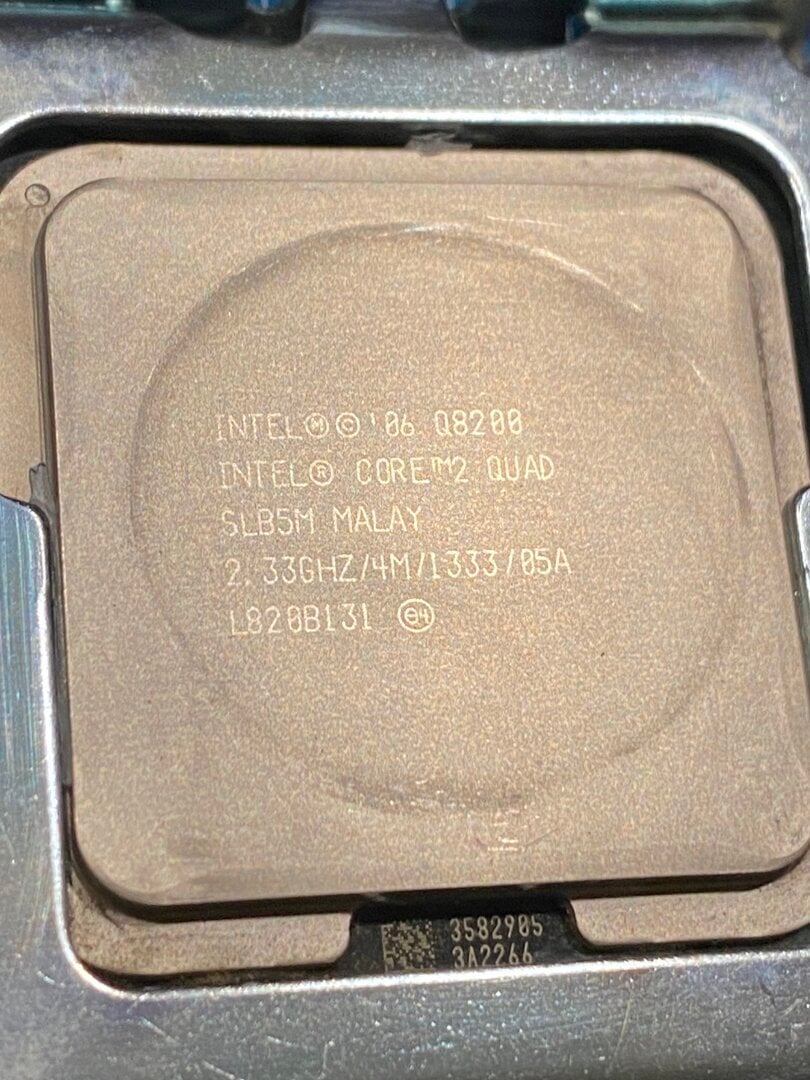 INTEL Ⓜ © '06 Q8200
INTEL® CORE™2 QUAD
SLB5M MALAY
2.33GHZ/4M/1333/05A
L820B131 e4
3582905
3A2266